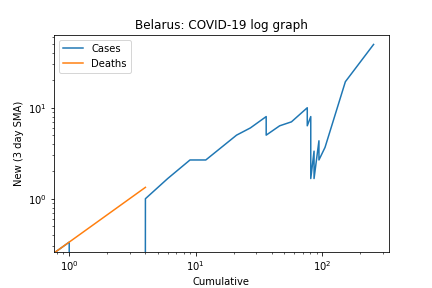 Belarus: COVID-19 log graph
Cases
Deaths
New (3 day SMA)
10¹
10⁰
10⁰ 10¹ 10²
Cumulative